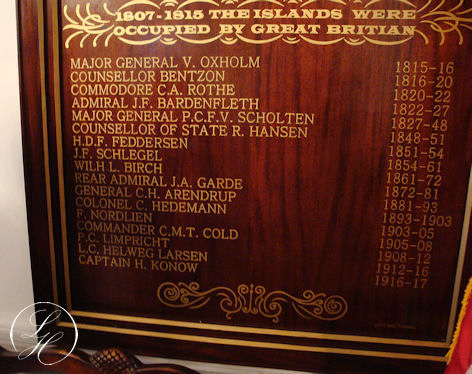 1807-1815 THE ISLANDS WERE
OCCUPIED BY GREAT BRITIAN
MAJOR GENERAL V. OXHOLM 1815-16
COUNSELLOR BENTZON 1816-20
COMMODORE C.A. ROTHE 1820-22
ADMIRAL J.F. BARDENFLETH 1822-27
MAJOR GENERAL P.C.F.V. SCHOLTEN 1827-48
COUNSELLOR OF STATE R. HANSEN 1848-51
H.D.F. FEDDERSEN 1851-54
J.F. SCHLEGEL 1854-61
WILH L. BIRCH 1861-72
REAR ADMIRAL J.A. GARDE 1872-81
GENERAL C.H. ARENDRUP 1881-93
COLONEL C. HEDEMANN 1893-1903
F. NORDLIEN 1903-05
COMMANDER C.M.T. COLD 1905-08
P.C. LIMPRICHT 1908-12
L.C. HELWEG LARSEN 1912-16
CAPTAIN H. KONOW 1916-17
LH